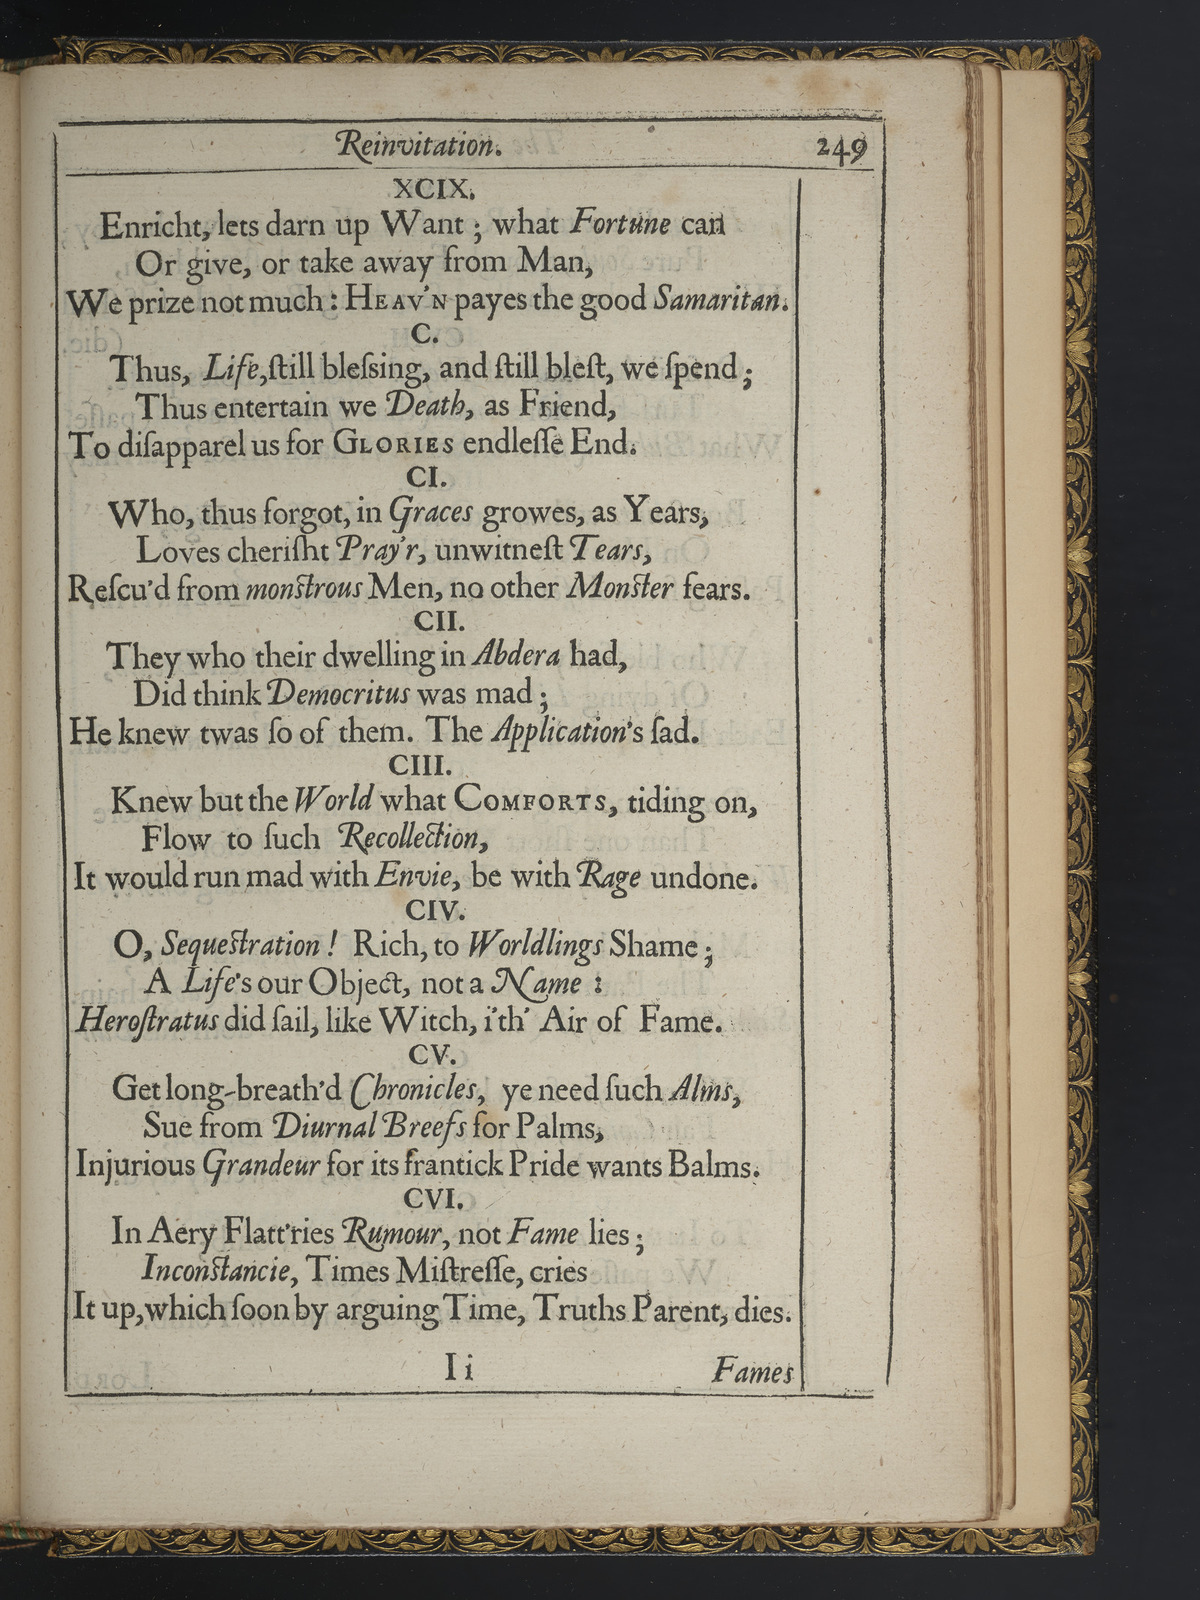 Reinvitation. 249
XCIX.
Enricht, lets darn up Want ; what Fortune can
Or give, or take away from Man,
We prize not much : HEAV'N payes the good Samaritan.
C.
Thus, Life, ſtill bleſsing, and ſtill bleſt, we ſpend ;
Thus entertain we Death, as Friend,
To diſapparel us for GLORIES endleſſe End.
CI.
Who, thus forgot, in Graces growes, as Years,
Loves cheriſht Pray'r, unwitneſt Tears,
Reſcu'd from monſtrous Men, no other Monſter fears.
CII.
They who their dwelling in Abdera had,
Did think Democritus was mad ;
He knew twas ſo of them. The Application's ſad.
CIII.
Knew but the World what COMFORTS, tiding on,
Flow to ſuch Recollection,
It would run mad with Envie, be with Rage undone.
CIV.
O, Sequeſtration ! Rich, to Worldlings Shame ;
A Life's our Object, not a Name :
Heroſtratus did ſail, like Witch, i'th' Air of Fame.
CV.
Get long-breath'd Chronicles, ye need ſuch Alms,
Sue from Diurnal Breefs for Palms,
Injurious Grandeur for its frantick Pride wants Balms.
CVI.
In Aery Flatt'ries Rumour, not Fame lies ;
Inconſtancie, Times Miſtreſſe, cries
It up, which ſoon by arguing Time, Truths Parent, dies.
I i Fames